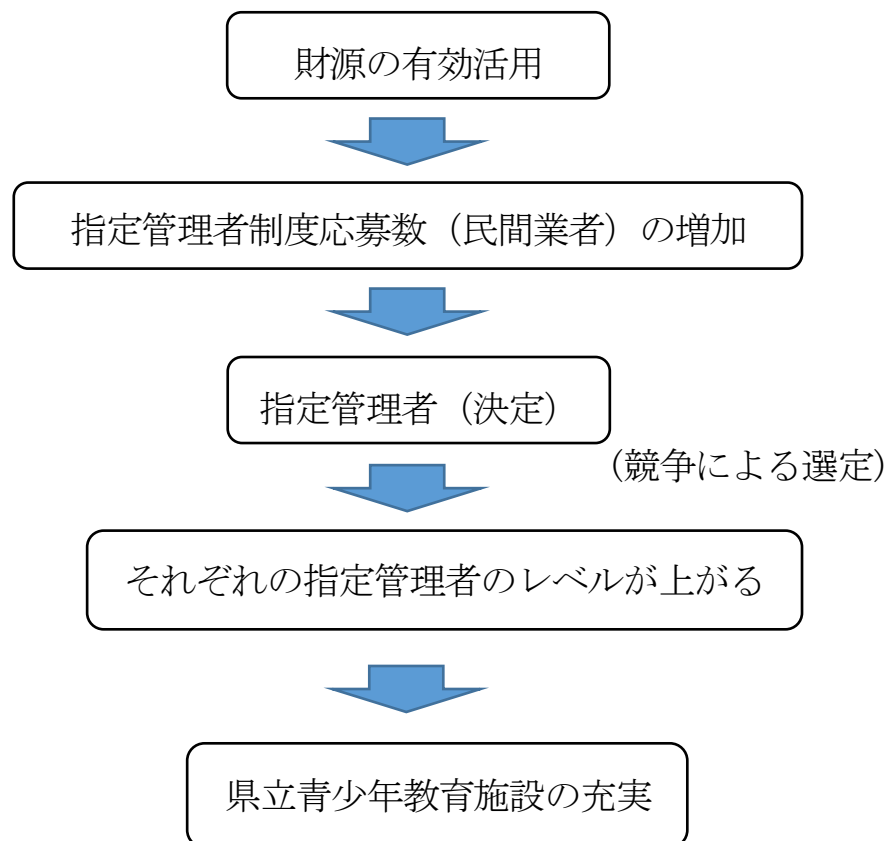 財源の有効活用
指定管理者制度応募数（民間業者）の増加
指定管理者（決定）
（競争による選定）
それぞれの指定管理者のレベルが上がる
県立青少年教育施設の充実